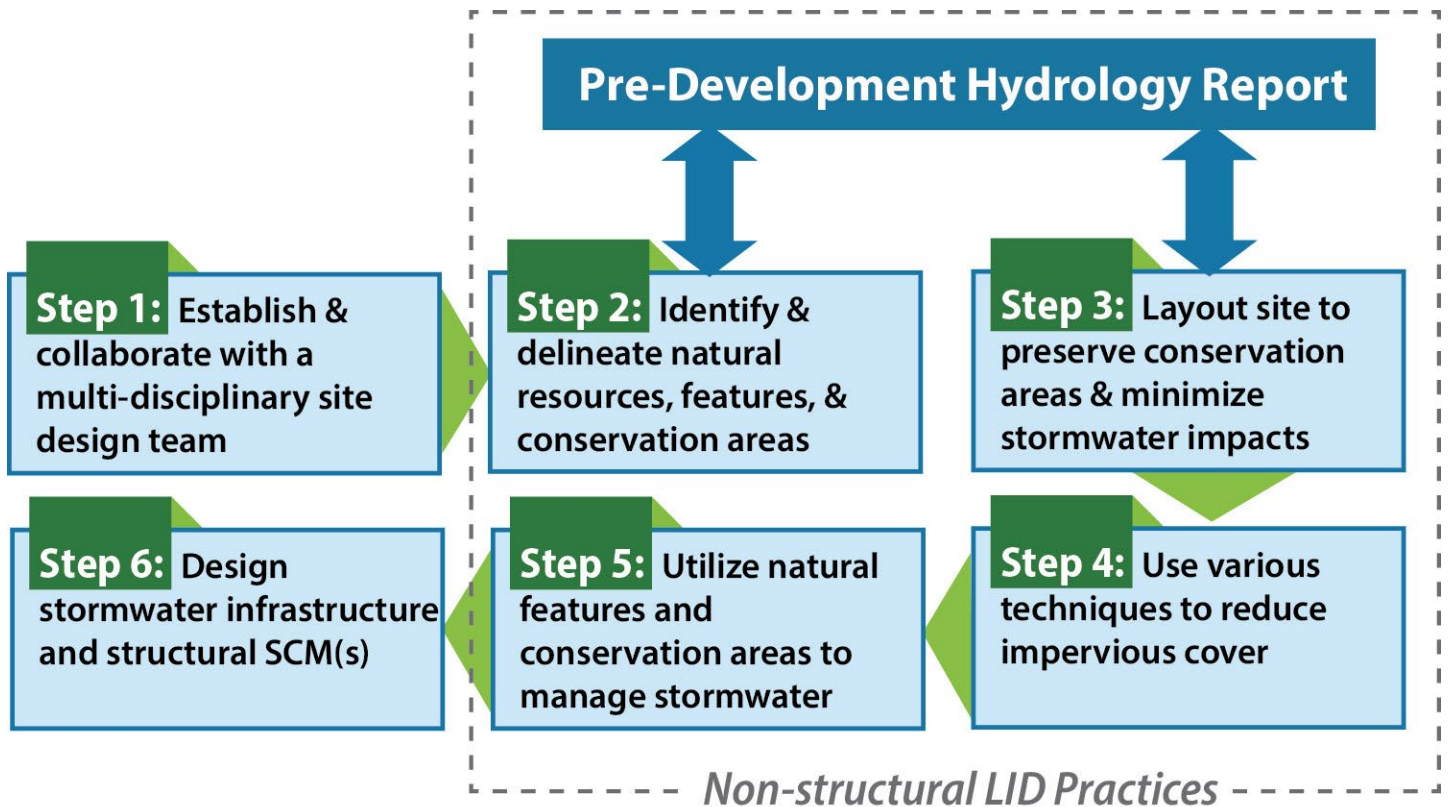 Pre-Development Hydrology Report
Step 1: Establish &
collaborate with a
multi-disciplinary site
design team
Step 2: Identify &
delineate natural
resources, features, &
conservation areas
Step 3: Layout site to
preserve conservation
areas & minimize
stormwater impacts
Step 4: Use various
techniques to reduce
impervious cover
Step 5: Utilize natural
features and
conservation areas to
manage stormwater
Step 6: Design
stormwater infrastructure
and structural SCM(s)
Non-structural LID Practices